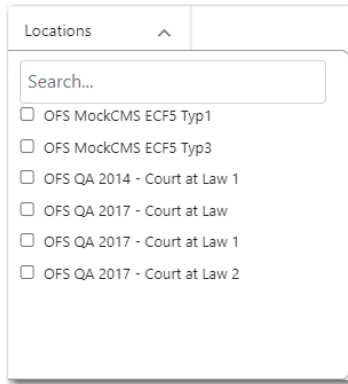 Locations
Search...
OFS MockCMS ECF5 Typ1
OFS MockCMS ECF5 Typ3
OFS QA 2014 - Court at Law 1
OFS QA 2017 - Court at Law
OFS QA 2017 - Court at Law 1
OFS QA 2017 - Court at Law 2